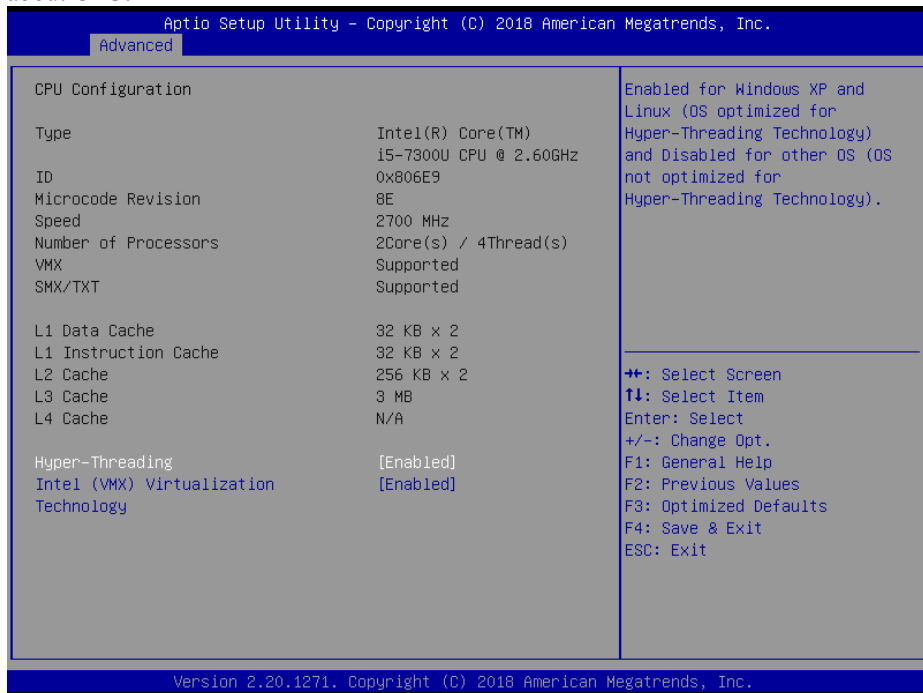 Aptio Setup Utility – Copyright (C) 2018 American Megatrends, Inc.
Advanced
CPU Configuration
Type Intel(R) Core(TM)
i5-7300U CPU @ 2.60GHz
ID 0x806E9
Microcode Revision 8E
Speed 2700 MHz
Number of Processors 2Core(s) / 4Thread(s)
VMX Supported
SMX/TXT Supported
L1 Data Cache 32 KB x 2
L1 Instruction Cache 32 KB x 2
L2 Cache 256 KB x 2
L3 Cache 3 MB
L4 Cache N/A
Hyper-Threading [Enabled]
Intel (VMX) Virtualization [Enabled]
Technology
Enabled for Windows XP and
Linux (OS optimized for
Hyper-Threading Technology)
and Disabled for other OS (OS
not optimized for
Hyper-Threading Technology).
→←: Select Screen
↑↓: Select Item
Enter: Select
+/-: Change Opt.
F1: General Help
F2: Previous Values
F3: Optimized Defaults
F4: Save & Exit
ESC: Exit
Version 2.20.1271. Copyright (C) 2018 American Megatrends, Inc.